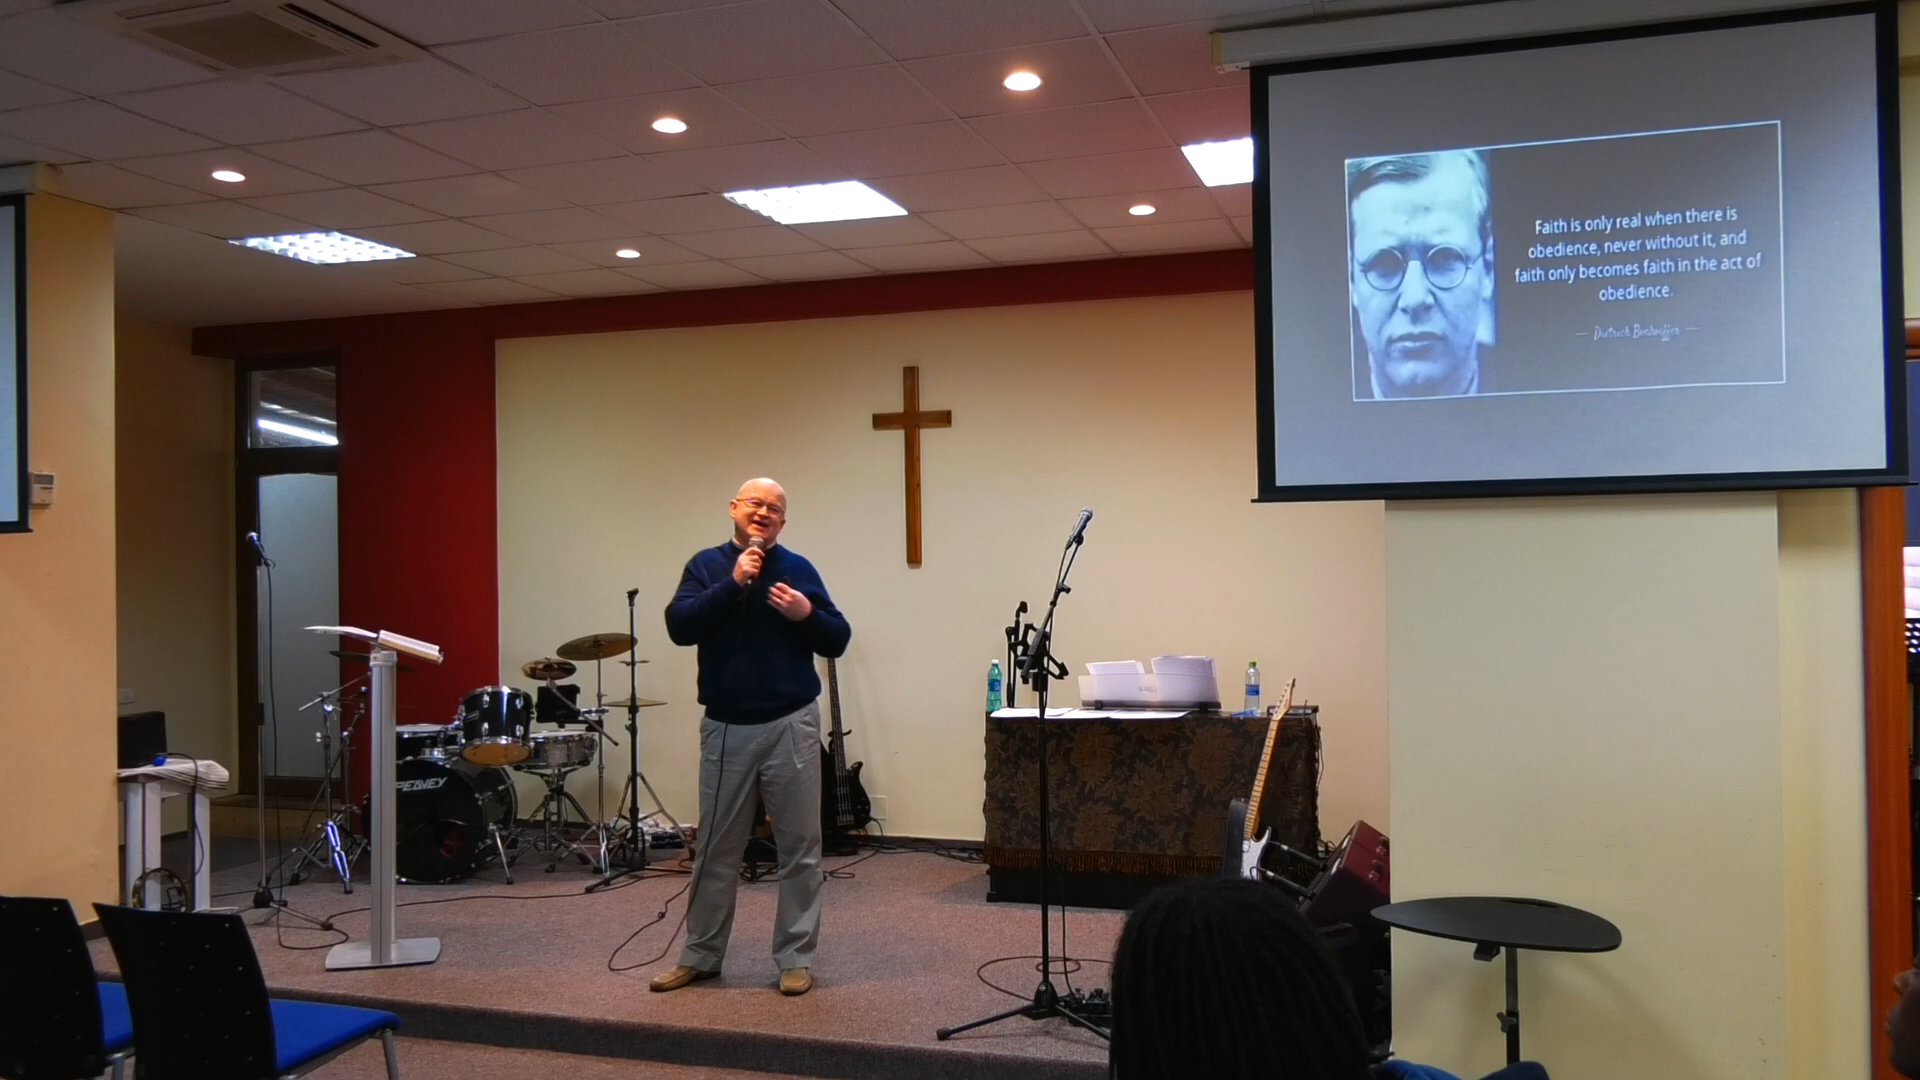 Faith is only real when there is
obedience, never without it, and
faith only becomes faith in the act of
obedience.
— Dietrich Bonhoeffer —
PEAVEY